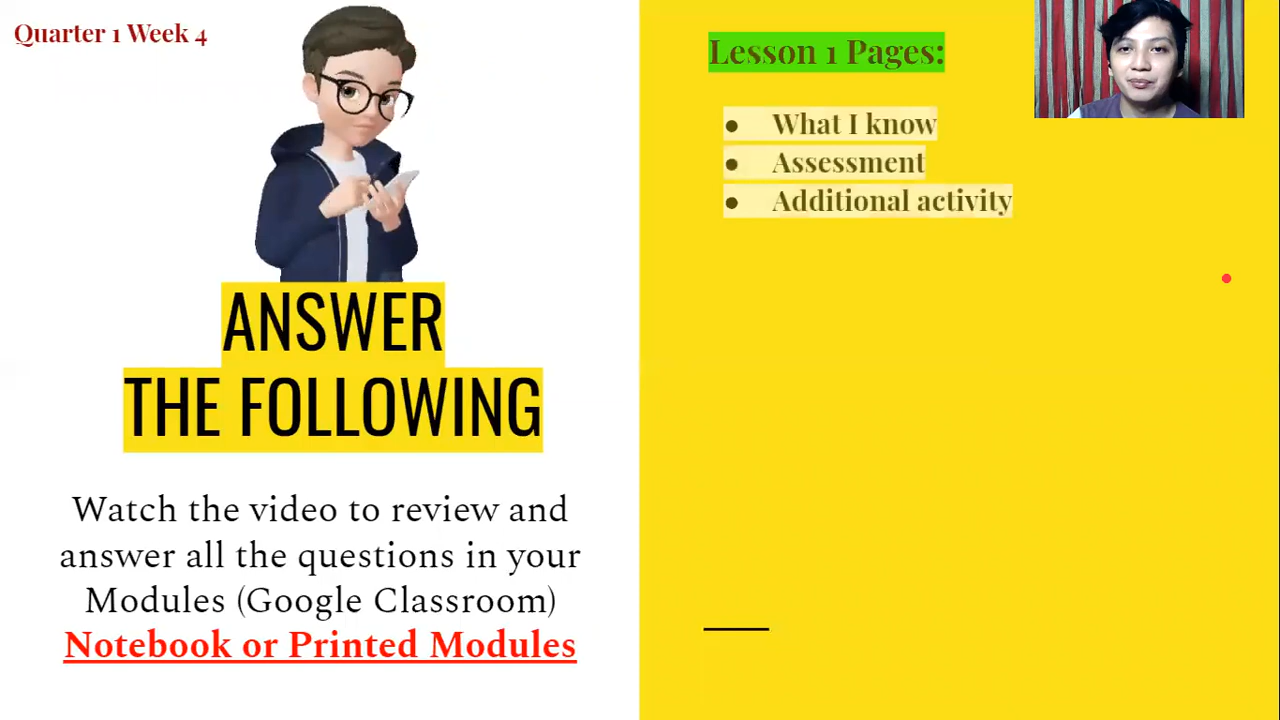 Quarter 1 Week 4
ANSWER
THE FOLLOWING
Watch the video to review and
answer all the questions in your
Modules (Google Classroom)
Notebook or Printed Modules
Lesson 1 Pages:
● What I know
● Assessment
● Additional activity